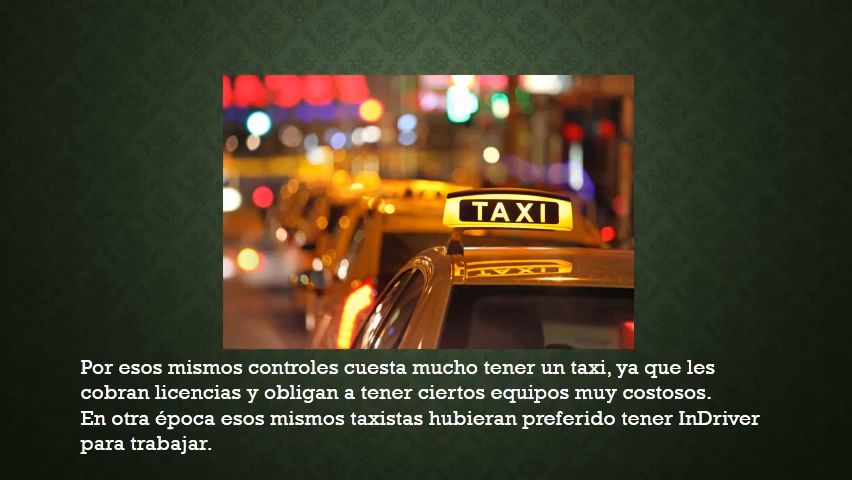 TAXI
Por esos mismos controles cuesta mucho tener un taxi, ya que les
cobran licencias y obligan a tener ciertos equipos muy costosos.
En otra época esos mismos taxistas hubieran preferido tener InDriver
para trabajar.